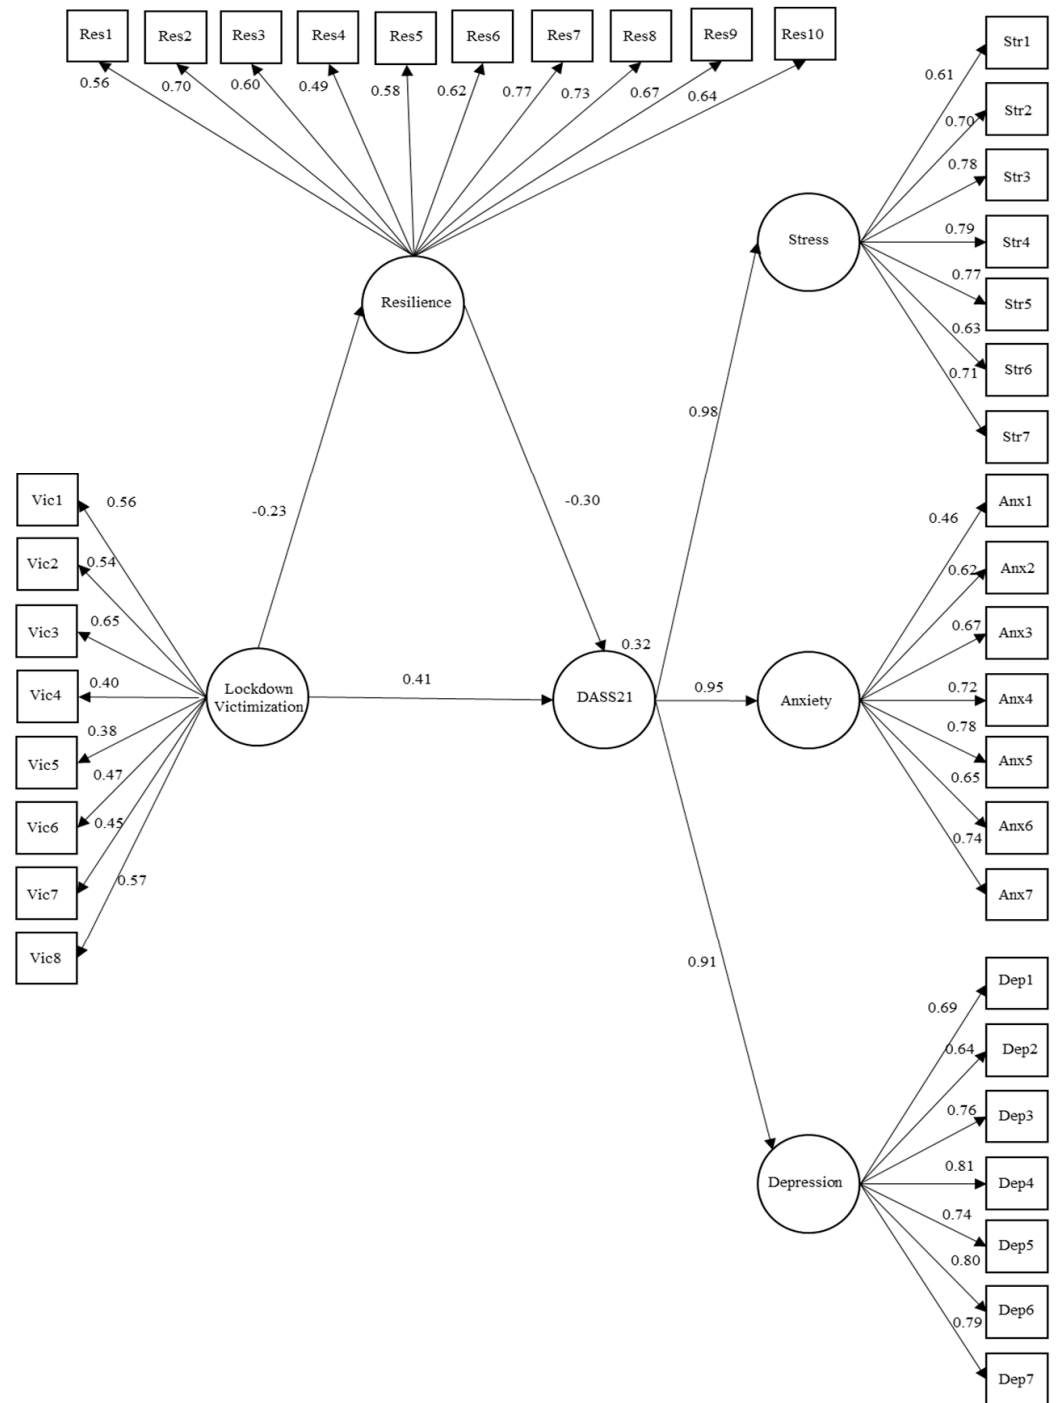 Res1
Res2
Res3
Res4
Res5
Res6
Res7
Res8
Res9
Res10
0.56
0.70
0.60
0.49
0.58
0.62
0.77
0.73
0.67
0.64
Resilience
-0.23
-0.30
Vic1
Vic2
Vic3
Vic4
Vic5
Vic6
Vic7
Vic8
0.56
0.54
0.65
0.40
0.38
0.47
0.45
0.57
Lockdown
Victimization
0.41
0.32
DASS21
0.98
0.95
0.91
Stress
0.61
0.70
0.78
0.79
0.77
0.63
0.71
Str1
Str2
Str3
Str4
Str5
Str6
Str7
Anxiety
0.46
0.62
0.67
0.72
0.78
0.65
0.74
Anx1
Anx2
Anx3
Anx4
Anx5
Anx6
Anx7
Depression
0.69
0.64
0.76
0.81
0.74
0.80
0.79
Dep1
Dep2
Dep3
Dep4
Dep5
Dep6
Dep7